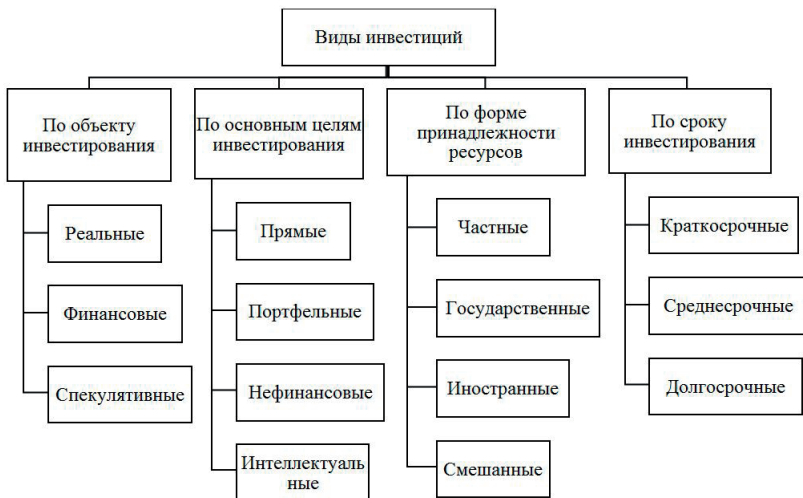 Виды инвестиций
По объекту
инвестирования
Реальные
Финансовые
Спекулятивные
По основным целям
инвестирования
Прямые
Портфельные
Нефинансовые
Интеллектуаль
ные
По форме
принадлежности
ресурсов
Частные
Государственные
Иностранные
Смешанные
По сроку
инвестирования
Краткосрочные
Среднесрочные
Долгосрочные